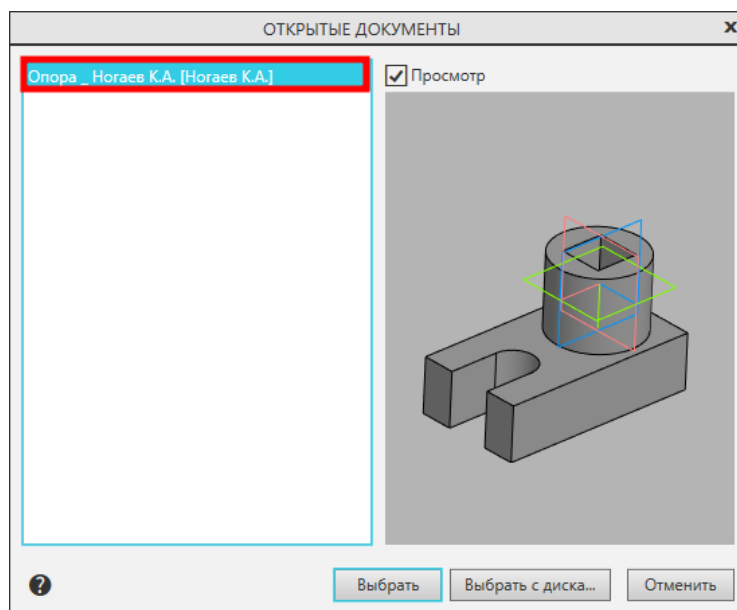 ОТКРЫТЫЕ ДОКУМЕНТЫ
x
Опора _ Ногаев К.А. [Ногаев К.А.]
Просмотр
?
Выбрать
Выбрать с диска...
Отменить